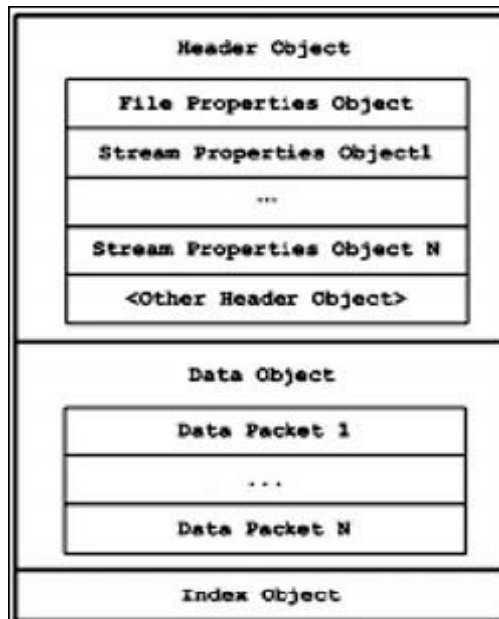 Header Object
File Properties Object
Stream Properties Object1
...
Stream Properties Object N
<Other Header Object>
Data Object
Data Packet 1
...
Data Packet N
Index Object